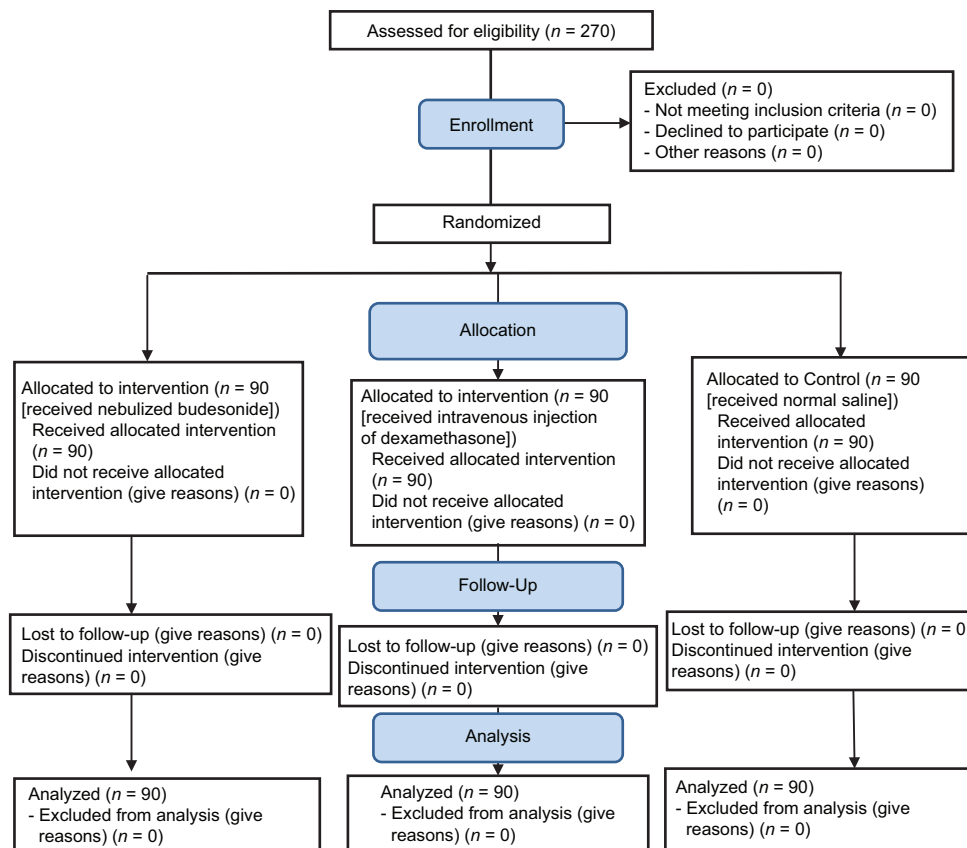 Assessed for eligibility (n = 270)
Enrollment
Excluded (n = 0)
- Not meeting inclusion criteria (n = 0)
- Declined to participate (n = 0)
- Other reasons (n = 0)
Randomized
Allocation
Allocated to intervention (n = 90
[received nebulized budesonide])
Received allocated intervention
(n = 90)
Did not receive allocated
intervention (give reasons) (n = 0)
Allocated to intervention (n = 90
[received intravenous injection
of dexamethasone])
Received allocated intervention
(n = 90)
Did not receive allocated
intervention (give reasons) (n = 0)
Allocated to Control (n = 90
[received normal saline])
Received allocated
intervention (n = 90)
Did not receive allocated
intervention (give reasons)
(n = 0)
Follow-Up
Lost to follow-up (give reasons) (n = 0)
Discontinued intervention (give
reasons) (n = 0)
Lost to follow-up (give reasons) (n = 0)
Discontinued intervention (give
reasons) (n = 0)
Lost to follow-up (give reasons) (n = 0
Discontinued intervention (give
reasons) (n = 0)
Analysis
Analyzed (n = 90)
- Excluded from analysis (give
reasons) (n = 0)
Analyzed (n = 90)
- Excluded from analysis (give
reasons) (n = 0)
Analyzed (n = 90)
- Excluded from analysis (give
reasons) (n = 0)